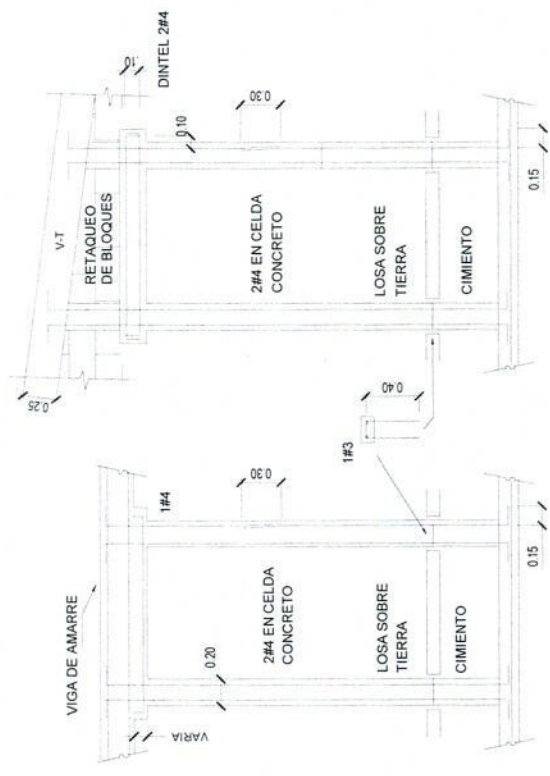 VIGA DE AMARRE
VARIA
0.20
1#4
0.30
2#4 EN CELDA
CONCRETO
LOSA SOBRE
TIERRA
CIMIENTO
0.15
1#3
0.40
0.25
V-T
RETAQUEO
DE BLOQUES
.10
DINTEL 2#4
0.10
0.30
2#4 EN CELDA
CONCRETO
LOSA SOBRE
TIERRA
CIMIENTO
0.15